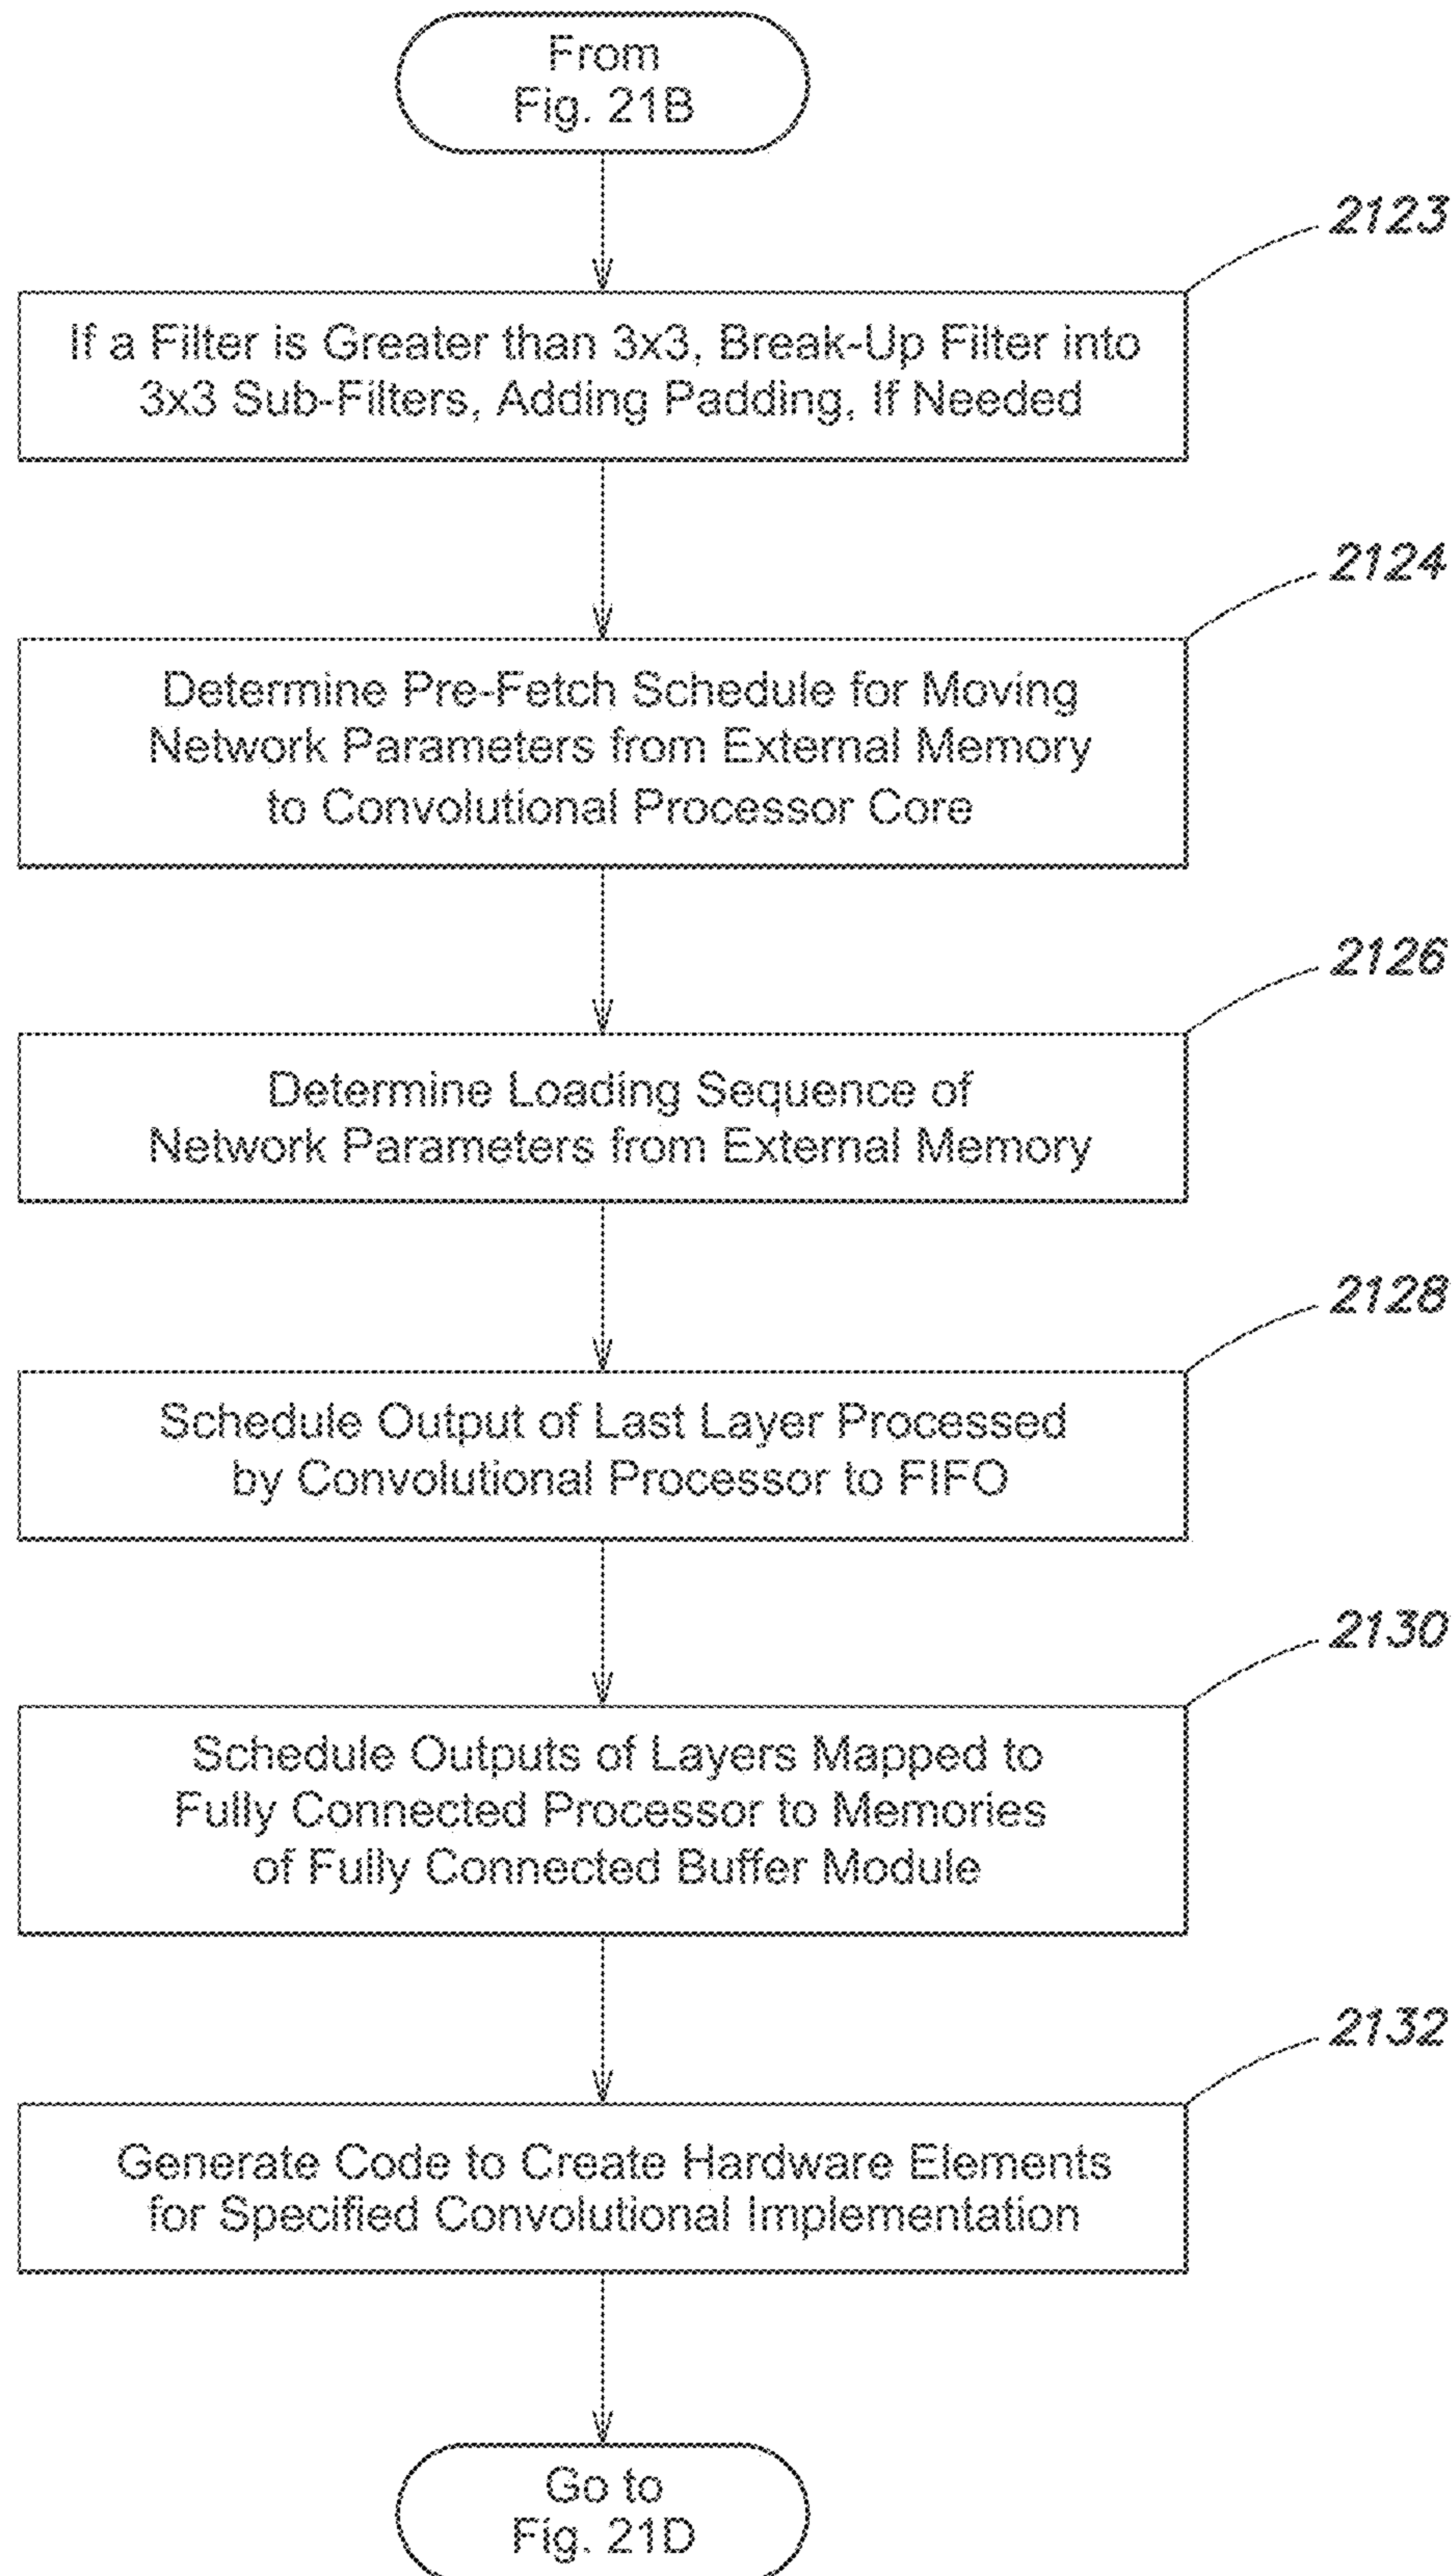 From
Fig. 21B
2123
If a Filter is Greater than 3x3, Break-Up Filter into
3x3 Sub-Filters, Adding Padding, If Needed
2124
Determine Pre-Fetch Schedule for Moving
Network Parameters from External Memory
to Convolutional Processor Core
2126
Determine Loading Sequence of
Network Parameters from External Memory
2128
Schedule Output of Last Layer Processed
by Convolutional Processor to FIFO
2130
Schedule Outputs of Layers Mapped to
Fully Connected Processor to Memories
of Fully Connected Buffer Module
2132
Generate Code to Create Hardware Elements
for Specified Convolutional Implementation
Go to
Fig. 21D